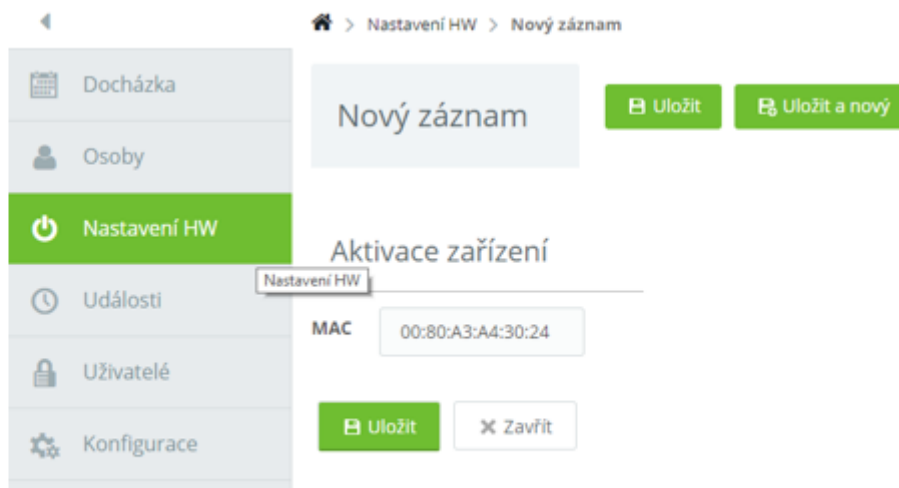 Nastavení HW > Nový záznam
Docházka
Osoby
Nastavení HW
Události
Uživatelé
Konfigurace
Nový záznam
Uložit
Uložit a nový
Aktivace zařízení
Nastavení HW
MAC 00:80:A3:A4:30:24
Uložit
Zavřít